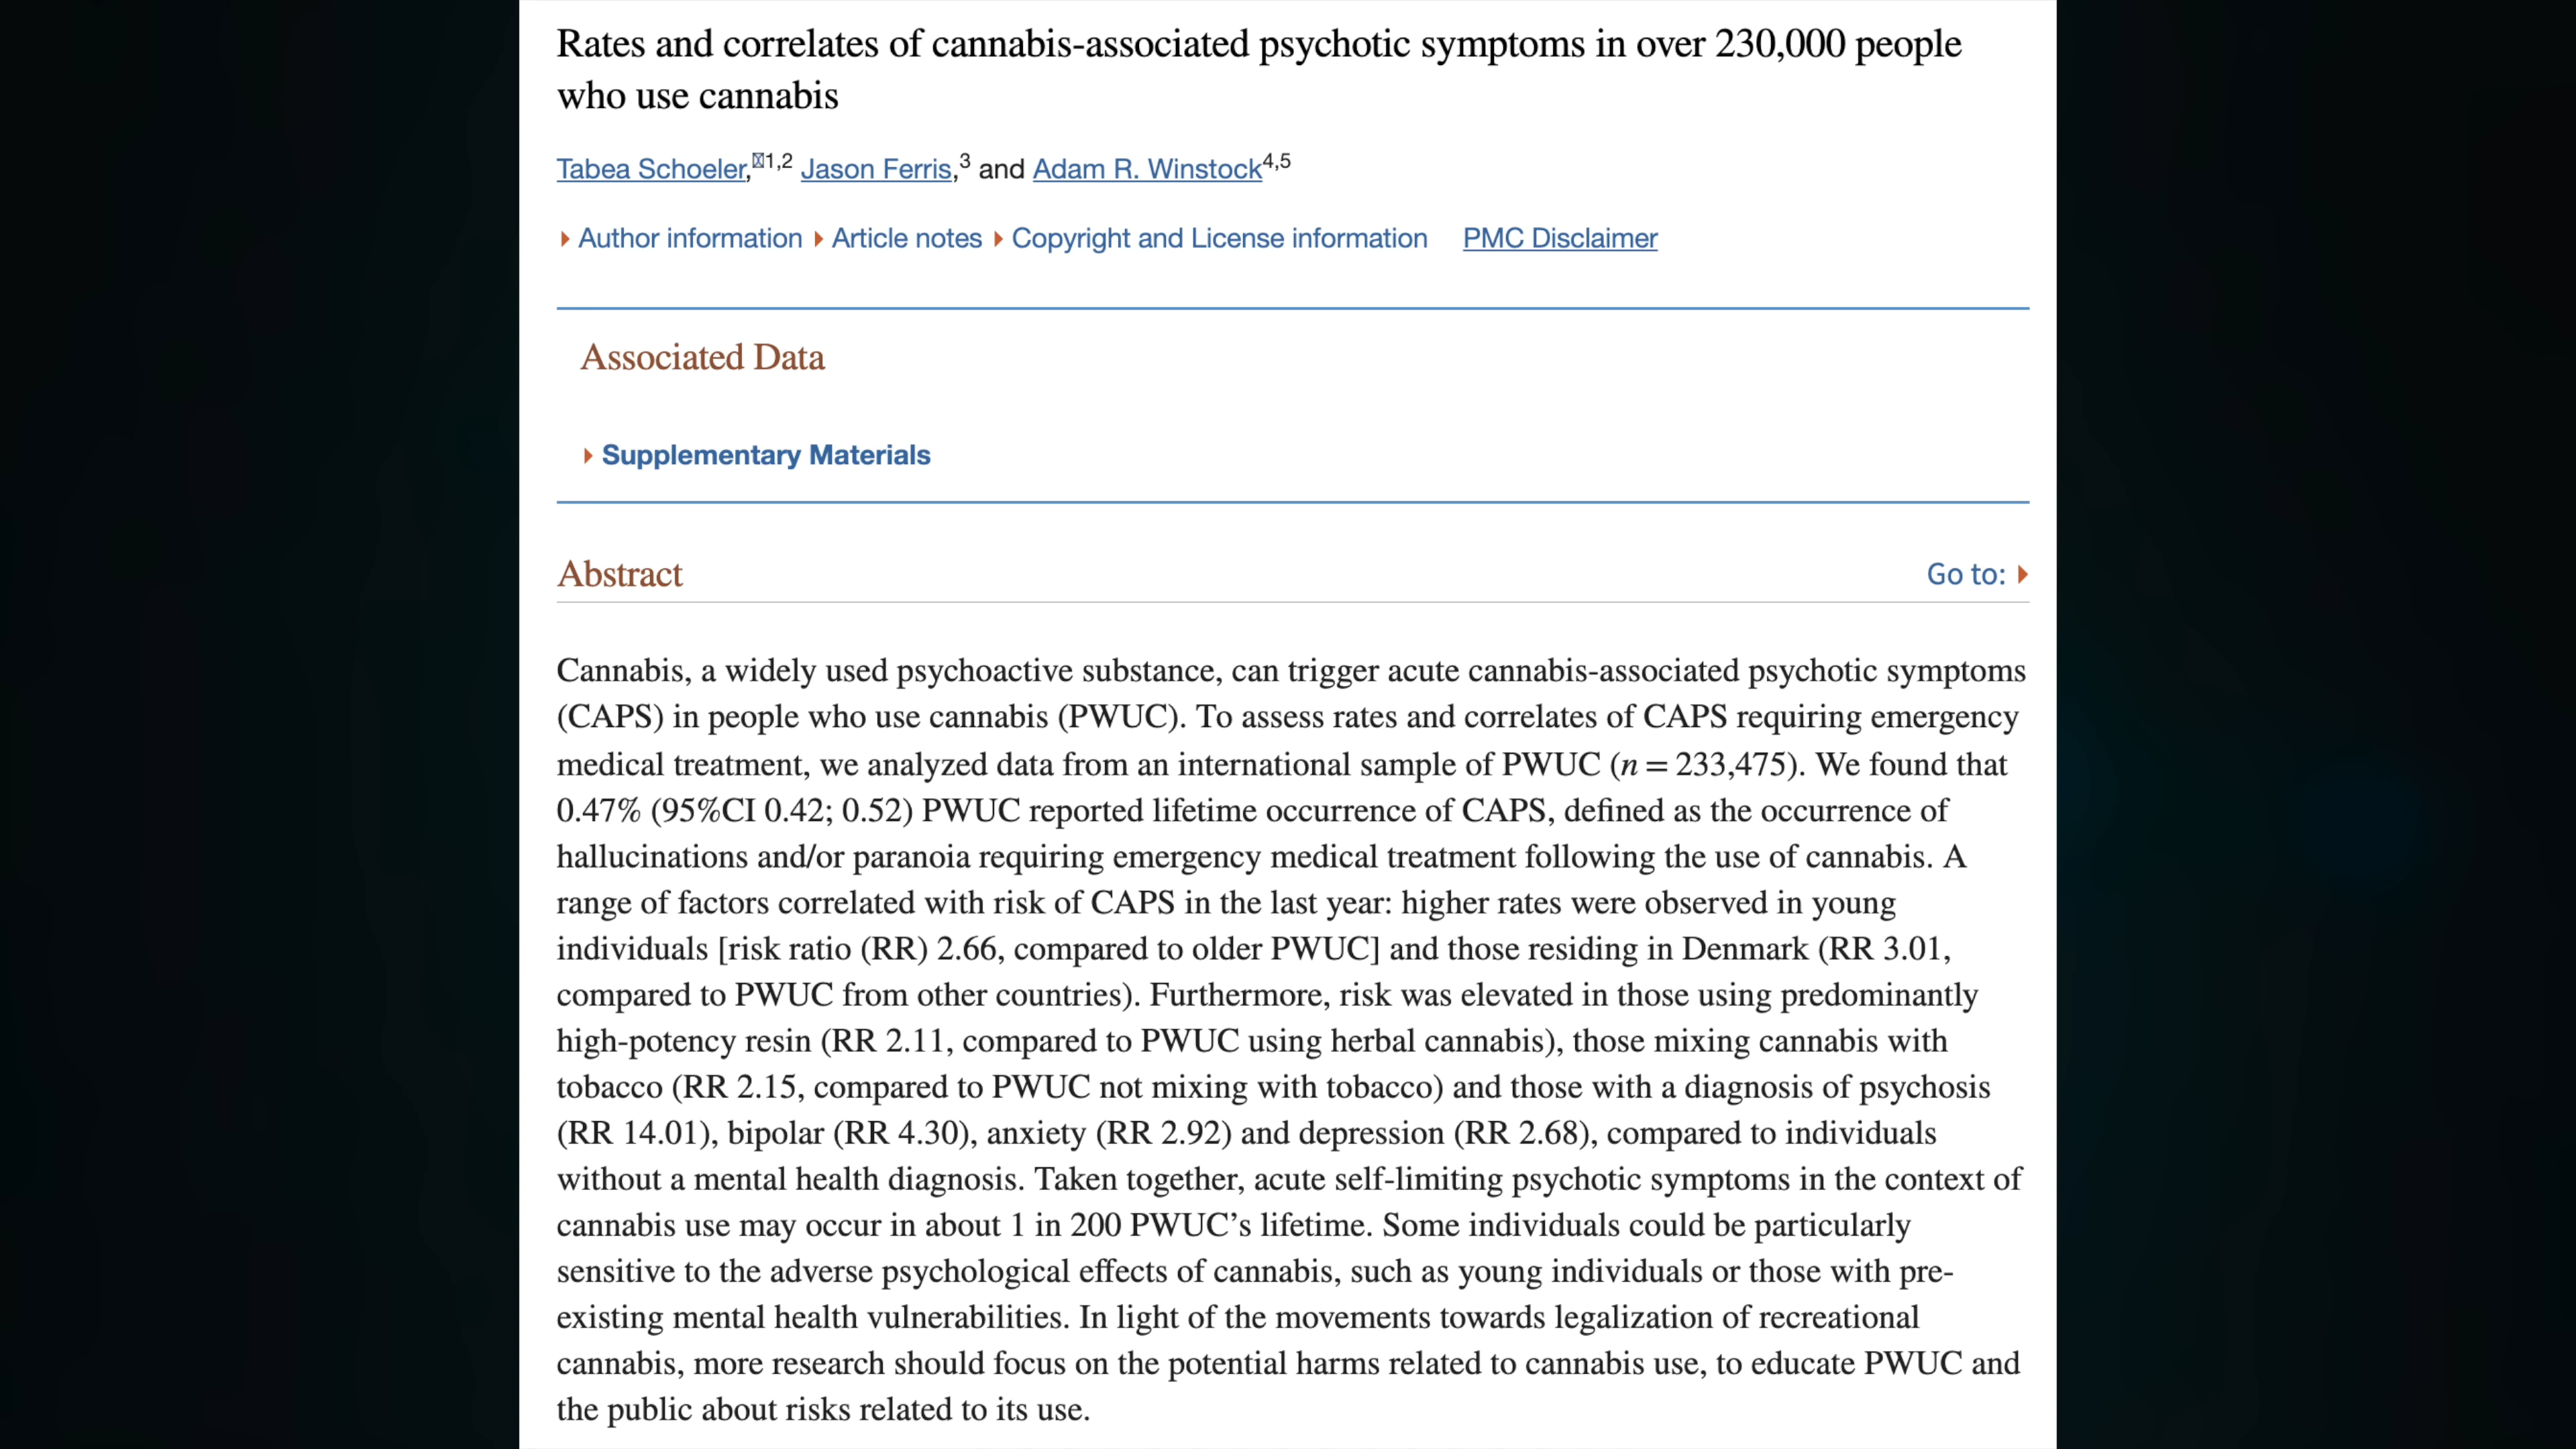 Rates and correlates of cannabis-associated psychotic symptoms in over 230,000 people
who use cannabis
Tabea Schoeler,1,2 Jason Ferris,3 and Adam R. Winstock4,5
Author information Article notes Copyright and License information PMC Disclaimer
Associated Data
Supplementary Materials
Abstract
Go to:
Cannabis, a widely used psychoactive substance, can trigger acute cannabis-associated psychotic symptoms
(CAPS) in people who use cannabis (PWUC). To assess rates and correlates of CAPS requiring emergency
medical treatment, we analyzed data from an international sample of PWUC (n = 233,475). We found that
0.47% (95%CI 0.42; 0.52) PWUC reported lifetime occurrence of CAPS, defined as the occurrence of
hallucinations and/or paranoia requiring emergency medical treatment following the use of cannabis. A
range of factors correlated with risk of CAPS in the last year: higher rates were observed in young
individuals [risk ratio (RR) 2.66, compared to older PWUC] and those residing in Denmark (RR 3.01,
compared to PWUC from other countries). Furthermore, risk was elevated in those using predominantly
high-potency resin (RR 2.11, compared to PWUC using herbal cannabis), those mixing cannabis with
tobacco (RR 2.15, compared to PWUC not mixing with tobacco) and those with a diagnosis of psychosis
(RR 14.01), bipolar (RR 4.30), anxiety (RR 2.92) and depression (RR 2.68), compared to individuals
without a mental health diagnosis. Taken together, acute self-limiting psychotic symptoms in the context of
cannabis use may occur in about 1 in 200 PWUC’s lifetime. Some individuals could be particularly
sensitive to the adverse psychological effects of cannabis, such as young individuals or those with pre-
existing mental health vulnerabilities. In light of the movements towards legalization of recreational
cannabis, more research should focus on the potential harms related to cannabis use, to educate PWUC and
the public about risks related to its use.